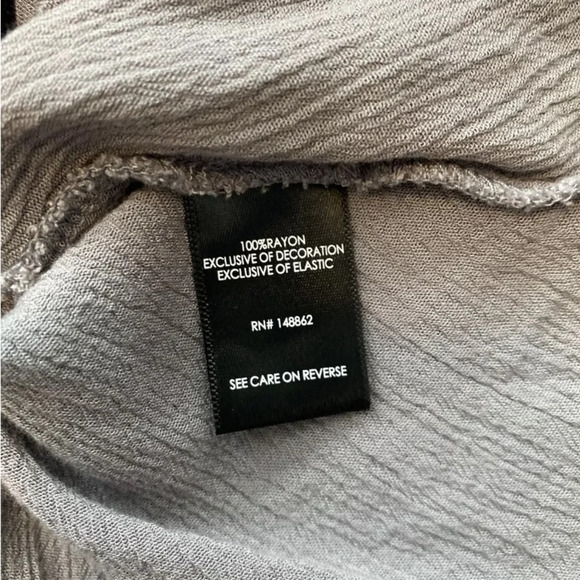 100%RAYON
EXCLUSIVE OF DECORATION
EXCLUSIVE OF ELASTIC
RN# 148862
SEE CARE ON REVERSE